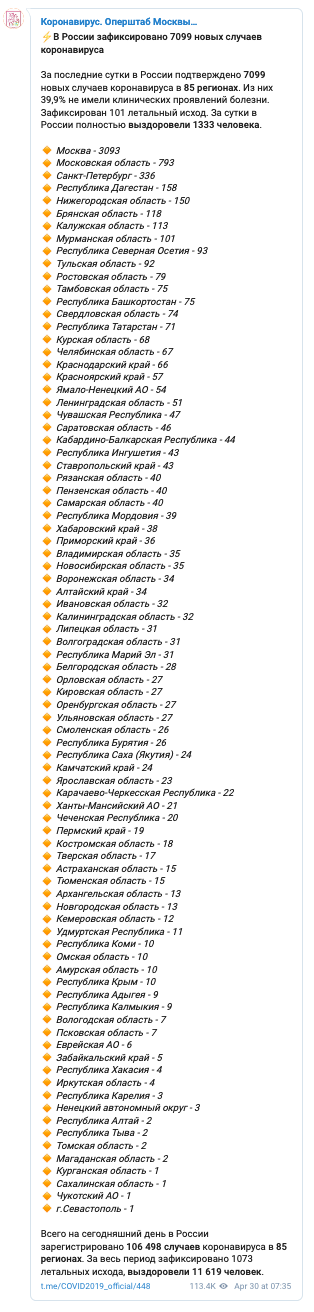 Коронавирус. Оперштаб Москвы…
⚡В России зафиксировано 7099 новых случаев
коронавируса
За последние сутки в России подтверждено 7099
новых случаев коронавируса в 85 регионах. Из них
39,9% не имели клинических проявлений болезни.
Зафиксирован 101 летальный исход. За сутки в
России полностью выздоровели 1333 человека.
🔸 Москва - 3093
🔸 Московская область - 793
🔸 Санкт-Петербург - 336
🔸 Республика Дагестан - 158
🔸 Нижегородская область - 150
🔸 Брянская область - 118
🔸 Калужская область - 113
🔸 Мурманская область - 101
🔸 Республика Северная Осетия - 93
🔸 Тульская область - 92
🔸 Ростовская область - 79
🔸 Тамбовская область - 75
🔸 Республика Башкортостан - 75
🔸 Свердловская область - 74
🔸 Республика Татарстан - 71
🔸 Курская область - 68
🔸 Челябинская область - 67
🔸 Краснодарский край - 66
🔸 Красноярский край - 57
🔸 Ямало-Ненецкий АО - 54
🔸 Ленинградская область - 51
🔸 Чувашская Республика - 47
🔸 Саратовская область - 46
🔸 Кабардино-Балкарская Республика - 44
🔸 Республика Ингушетия - 43
🔸 Ставропольский край - 43
🔸 Рязанская область - 40
🔸 Пензенская область - 40
🔸 Самарская область - 40
🔸 Республика Мордовия - 39
🔸 Хабаровский край - 38
🔸 Приморский край - 36
🔸 Владимирская область - 35
🔸 Новосибирская область - 35
🔸 Воронежская область - 34
🔸 Алтайский край - 34
🔸 Ивановская область - 32
🔸 Калининградская область - 32
🔸 Липецкая область - 31
🔸 Волгоградская область - 31
🔸 Республика Марий Эл - 31
🔸 Белгородская область - 28
🔸 Орловская область - 27
🔸 Кировская область - 27
🔸 Оренбургская область - 27
🔸 Ульяновская область - 27
🔸 Смоленская область - 26
🔸 Республика Бурятия - 26
🔸 Республика Саха (Якутия) - 24
🔸 Камчатский край - 24
🔸 Ярославская область - 23
🔸 Карачаево-Черкесская Республика - 22
🔸 Ханты-Мансийский АО - 21
🔸 Чеченская Республика - 20
🔸 Пермский край - 19
🔸 Костромская область - 18
🔸 Тверская область - 17
🔸 Астраханская область - 15
🔸 Тюменская область - 15
🔸 Архангельская область - 13
🔸 Новгородская область - 13
🔸 Кемеровская область - 12
🔸 Удмуртская Республика - 11
🔸 Республика Коми - 10
🔸 Омская область - 10
🔸 Амурская область - 10
🔸 Республика Крым - 10
🔸 Республика Адыгея - 9
🔸 Республика Калмыкия - 9
🔸 Вологодская область - 7
🔸 Псковская область - 7
🔸 Еврейская АО - 6
🔸 Забайкальский край - 5
🔸 Республика Хакасия - 4
🔸 Иркутская область - 4
🔸 Республика Карелия - 3
🔸 Ненецкий автономный округ - 3
🔸 Республика Алтай - 2
🔸 Республика Тыва - 2
🔸 Томская область - 2
🔸 Магаданская область - 2
🔸 Курганская область - 1
🔸 Сахалинская область - 1
🔸 Чукотский АО - 1
🔸 г.Севастополь - 1
Всего на сегодняшний день в России
зарегистрировано 106 498 случаев коронавируса в 85
регионах. За весь период зафиксировано 1073
летальных исхода, выздоровели 11 619 человек.
t.me/COVID2019_official/448 113.4K Apr 30 at 07:35